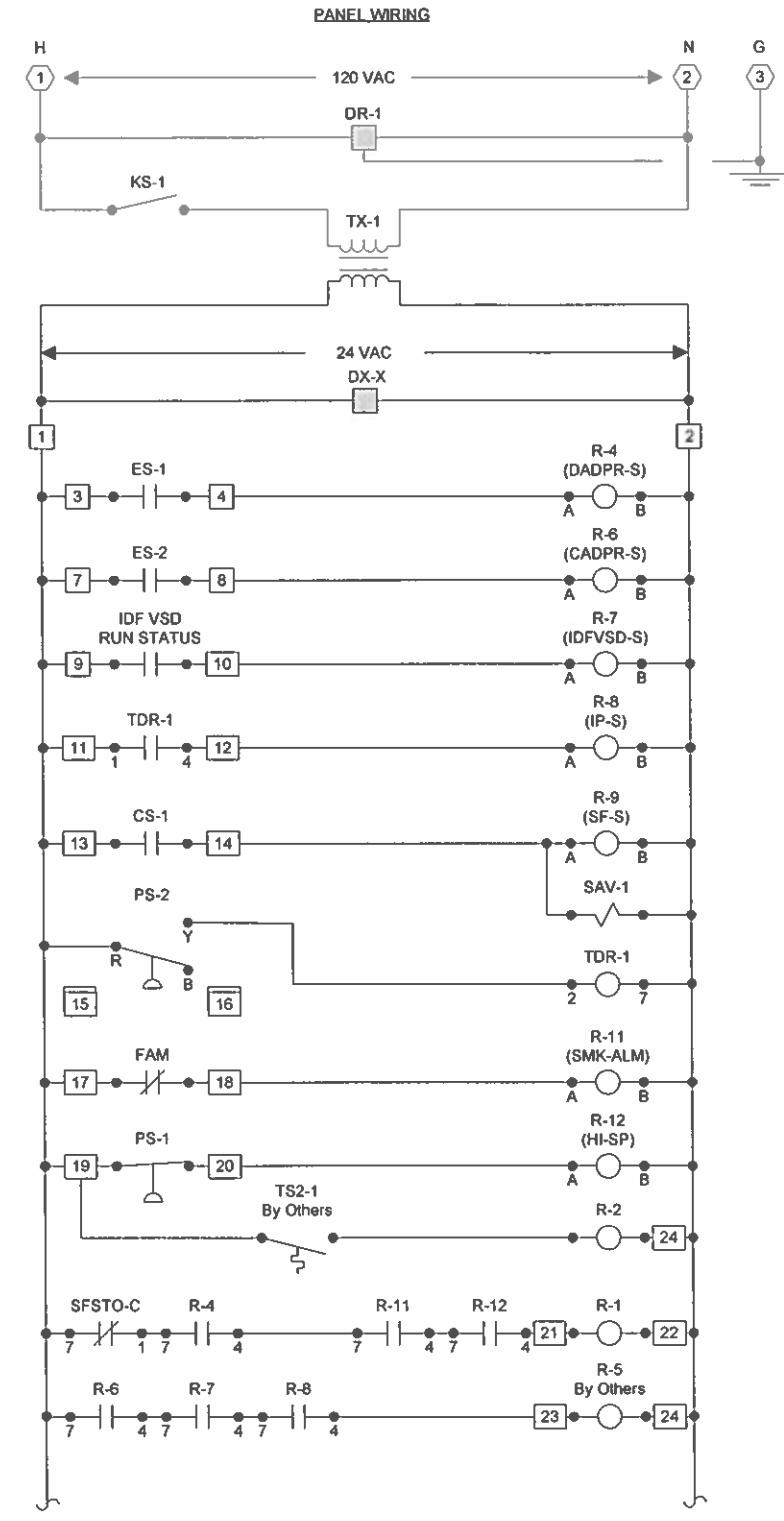 PANEL WIRING
H N G
1 120 VAC 2 3
OR-1
KS-1
TX-1
24 VAC
DX-X
1 2
R-4
ES-1 (DADPR-S)
3 4
A B
R-6
ES-2 (CADPR-S)
7 8
A B
IDF VSD R-7
RUN STATUS (IDFVSD-S)
9 10
A B
R-8
TDR-1 (IP-S)
11 12
1 4 A B
R-9
CS-1 (SF-S)
13 14
A B
PS-2 SAV-1
Y
R TDR-1
B
15 16 2 7
R-11
FAM (SMK-ALM)
17 18
A B
R-12
PS-1 (HI-SP)
19 20
A B
TS2-1 R-2
By Others
24
SFSTO-C R-4 R-11 R-12 R-1
21 22
7 1 7 4 7 4 7 4
R-5
R-6 R-7 R-8 By Others
23 24
7 4 7 4 7 4